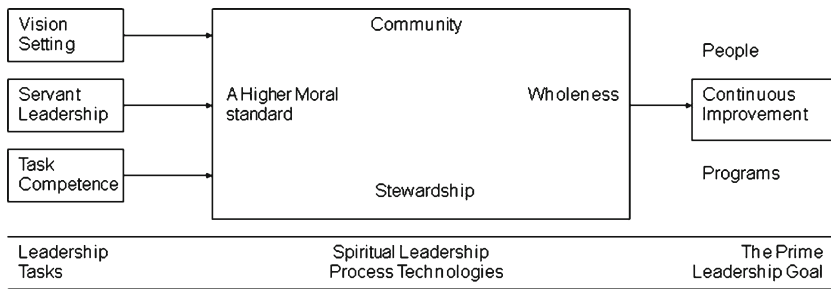 Vision
Setting
Servant
Leadership
Task
Competence
Community
A Higher Moral
standard
Wholeness
Stewardship
People
Continuous
Improvement
Programs
Leadership
Tasks
Spiritual Leadership
Process Technologies
The Prime
Leadership Goal